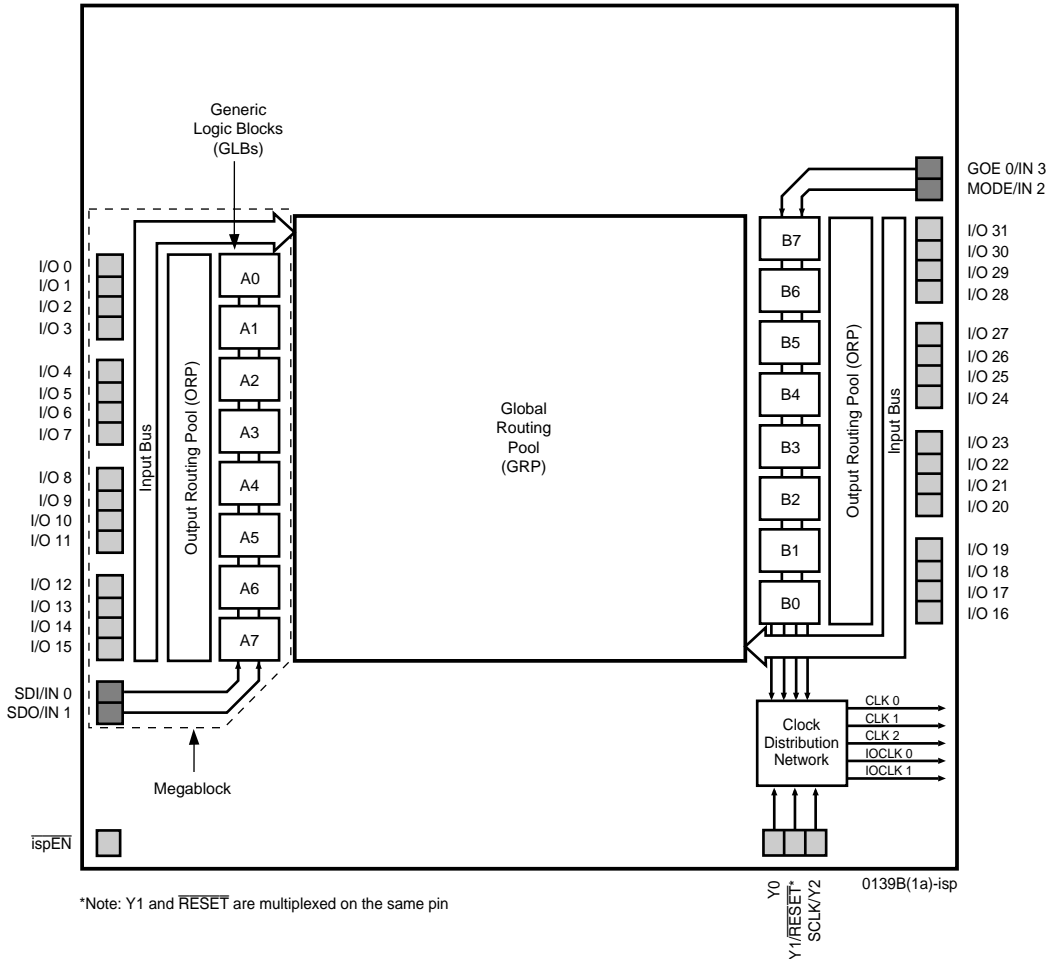 Generic
Logic Blocks
(GLBs)
GOE 0/IN 3
MODE/IN 2
I/O 0
I/O 1
I/O 2
I/O 3
I/O 4
I/O 5
I/O 6
I/O 7
I/O 8
I/O 9
I/O 10
I/O 11
I/O 12
I/O 13
I/O 14
I/O 15
SDI/IN 0
SDO/IN 1
Input Bus
Output Routing Pool (ORP)
A0
A1
A2
A3
A4
A5
A6
A7
Global
Routing
Pool
(GRP)
B7
B6
B5
B4
B3
B2
B1
B0
Output Routing Pool (ORP)
Input Bus
I/O 31
I/O 30
I/O 29
I/O 28
I/O 27
I/O 26
I/O 25
I/O 24
I/O 23
I/O 22
I/O 21
I/O 20
I/O 19
I/O 18
I/O 17
I/O 16
Megablock
Clock
Distribution
Network
CLK 0
CLK 1
CLK 2
IOCLK 0
IOCLK 1
ispEN
Y0
Y1/RESET*
SCLK/Y2
0139B(1a)-isp
*Note: Y1 and RESET are multiplexed on the same pin